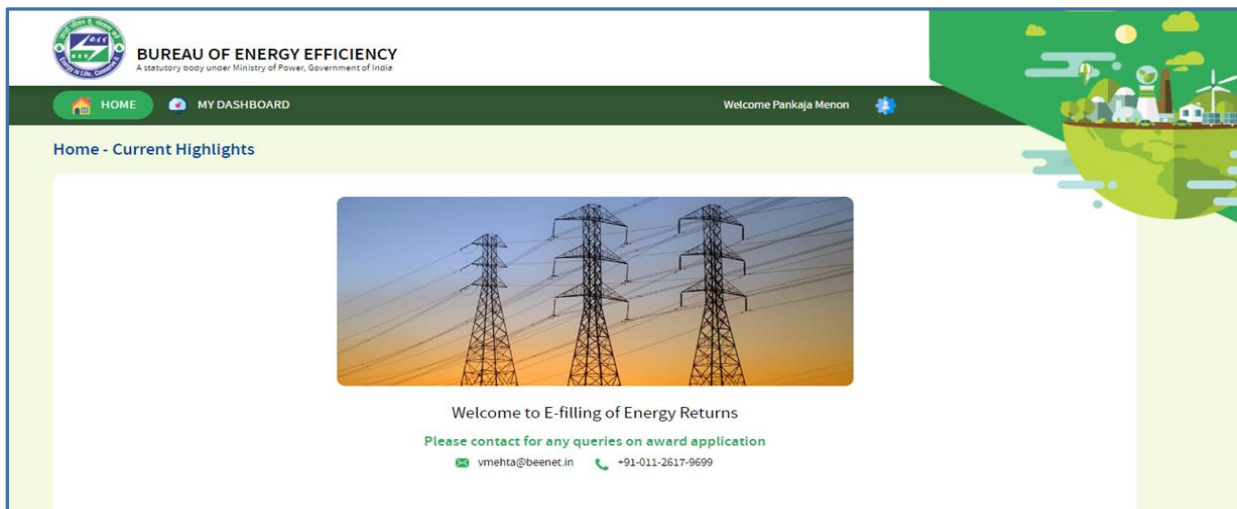 BUREAU OF ENERGY EFFICIENCY
A statutory body under Ministry of Power, Government of India
HOME MY DASHBOARD Welcome Pankaja Menon
Home - Current Highlights
Welcome to E-filling of Energy Returns
Please contact for any queries on award application
vmehta@beenet.in +91-011-2617-9699